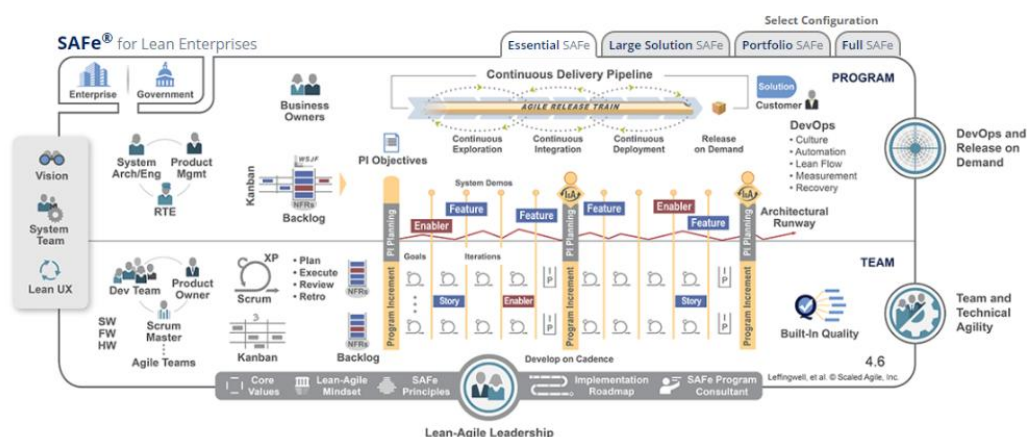 Select Configuration
SAFe® for Lean Enterprises
Essential SAFe
Large Solution SAFe
Portfolio SAFe
Full SAFe
Enterprise
Government
Business
Owners
Continuous Delivery Pipeline
AGILE RELEASE TRAIN
Continuous
Exploration
Continuous
Integration
Continuous
Deployment
Release
on Demand
Solution
Customer
PROGRAM
DevOps
• Culture
• Automation
• Lean Flow
• Measurement
• Recovery
DevOps and
Release on
Demand
Vision
System
Team
Lean UX
System
Arch/Eng
Product
Mgmt
RTE
Kanban
WSJF
NFRs
Backlog
PI Objectives
System Demos
Enabler
Feature
Feature
I&A
Feature
Enabler
Feature
I&A
Architectural
Runway
PI Planning
PI Planning
PI Planning
TEAM
Dev Team
Product
Owner
Scrum
Master
Agile Teams
SW
FW
HW
XP
Scrum
Kanban
3
• Plan
• Execute
• Review
• Retro
NFRs
NFRs
Backlog
Program Increment
Goals
Iterations
Story
Enabler
I
P
I
P
Program Increment
Story
I
P
I
P
Program Increment
Built-In Quality
Team and
Technical
Agility
Develop on Cadence
4.6
Leffingwell, et al. © Scaled Agile, Inc.
Core
Values
Lean-Agile
Mindset
SAFe
Principles
Implementation
Roadmap
SAFe Program
Consultant
Lean-Agile Leadership